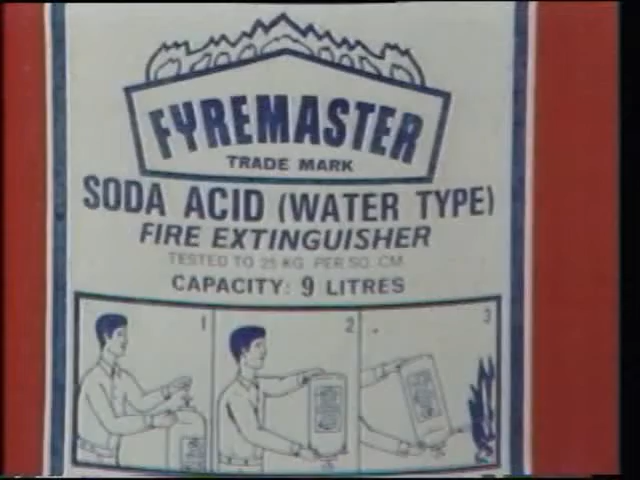 FYREMASTER
TRADE MARK
SODA ACID (WATER TYPE)
FIRE EXTINGUISHER
TESTED TO 25 KG PER SQ. CM.
CAPACITY: 9 LITRES
1 2 3